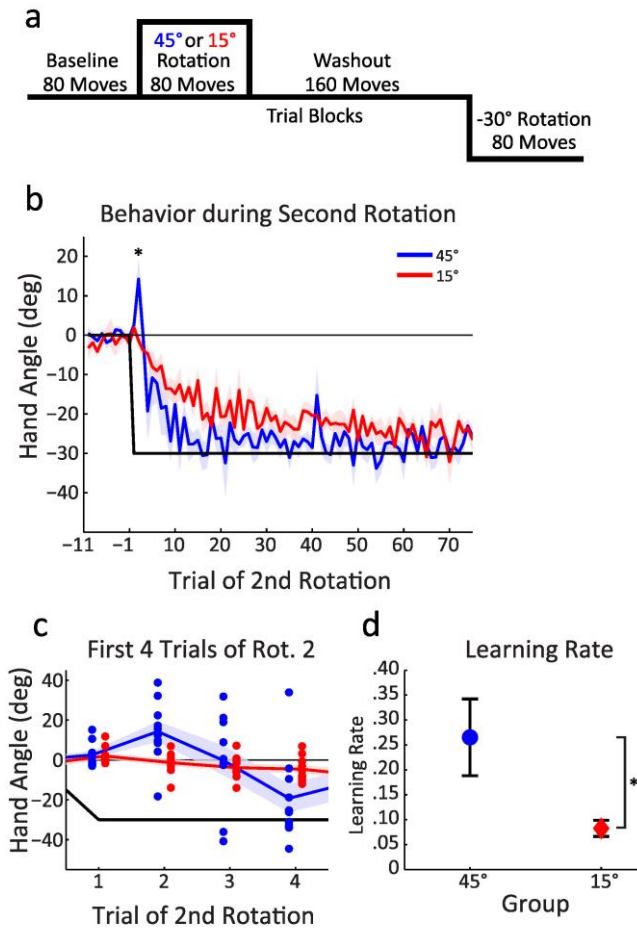 a
45° or 15°
Baseline Rotation Washout
80 Moves 80 Moves 160 Moves
Trial Blocks
-30° Rotation
80 Moves
b
Behavior during Second Rotation
*
45°
15°
Hand Angle (deg)
20
10
0
−10
−20
−30
−40
−11 −1 10 20 30 40 50 60 70
Trial of 2nd Rotation
c
First 4 Trials of Rot. 2
Hand Angle (deg)
40
20
0
−20
−40
1 2 3 4
Trial of 2nd Rotation
d
Learning Rate
Learning Rate
.40
.35
.30
.25
.20
.15
.10
.05
0
*
45° 15°
Group